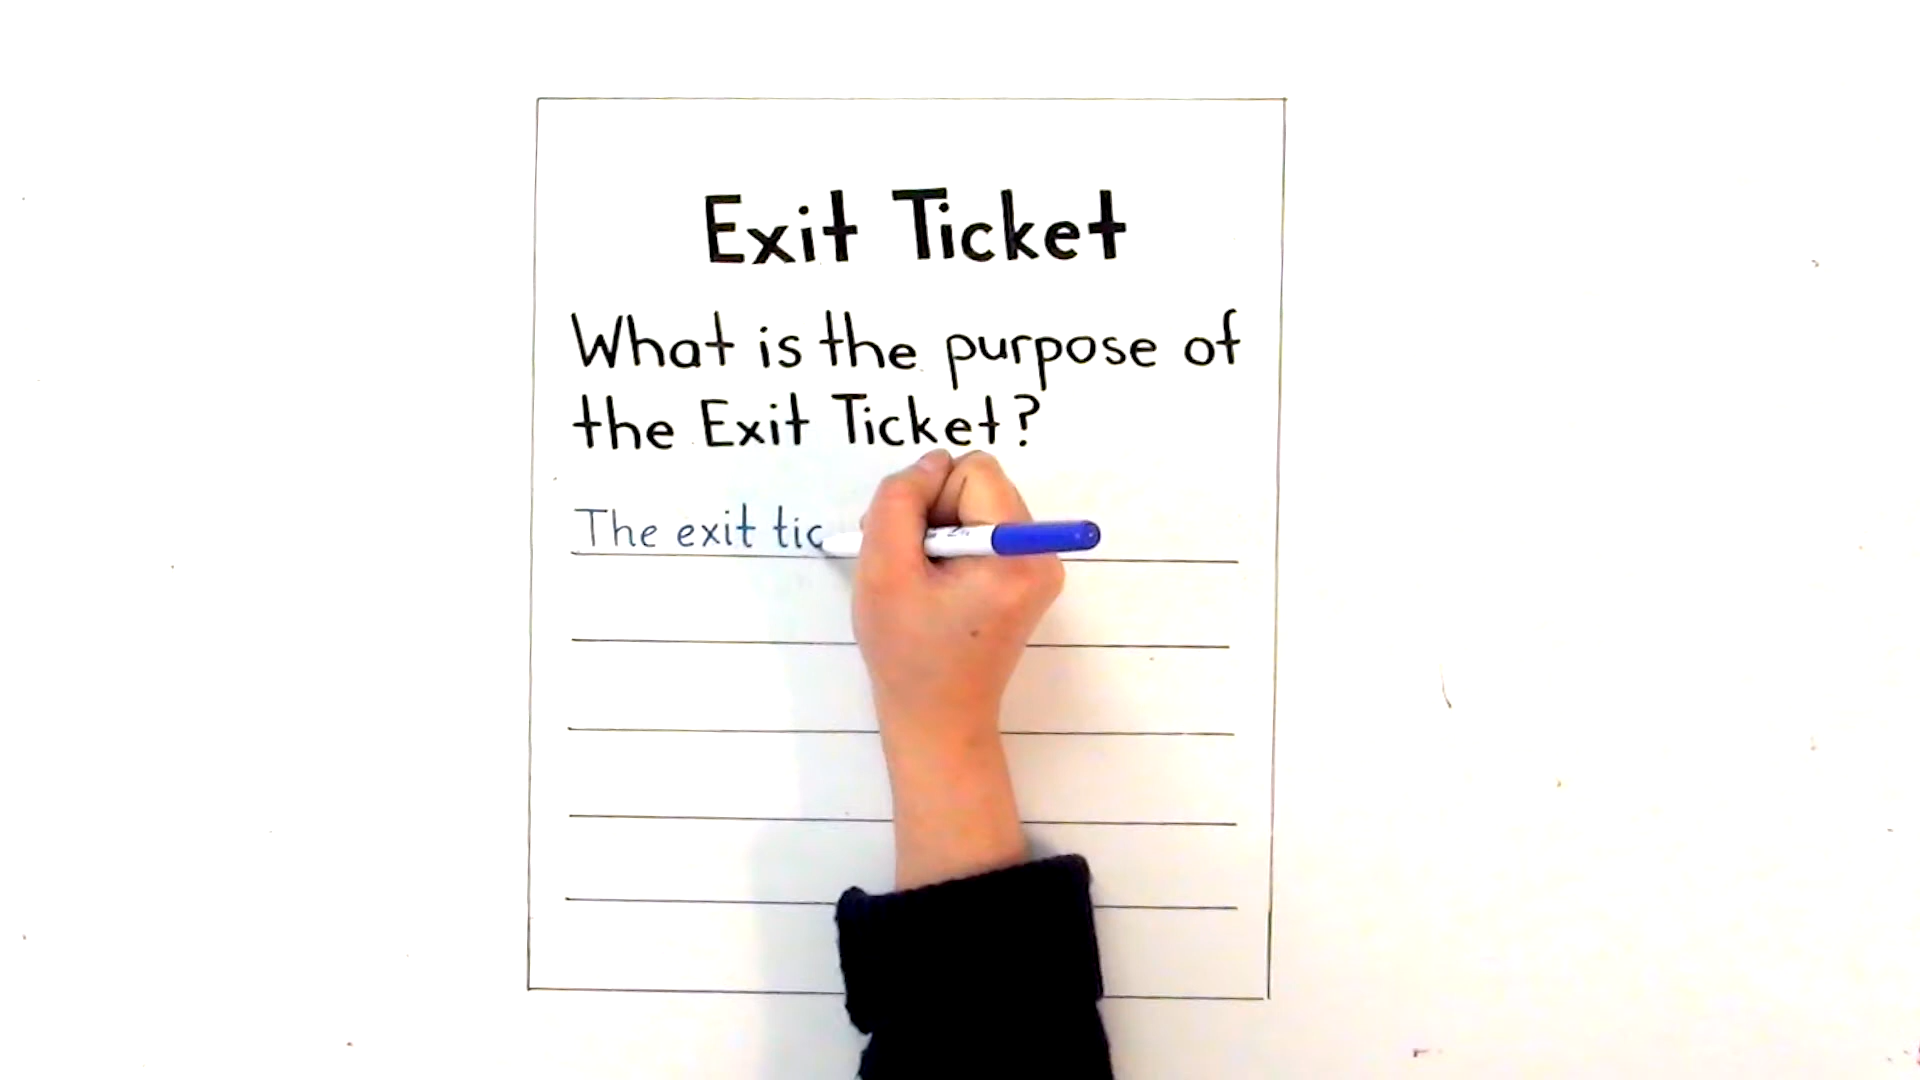 Exit Ticket
What is the purpose of
the Exit Ticket?
The exit tic